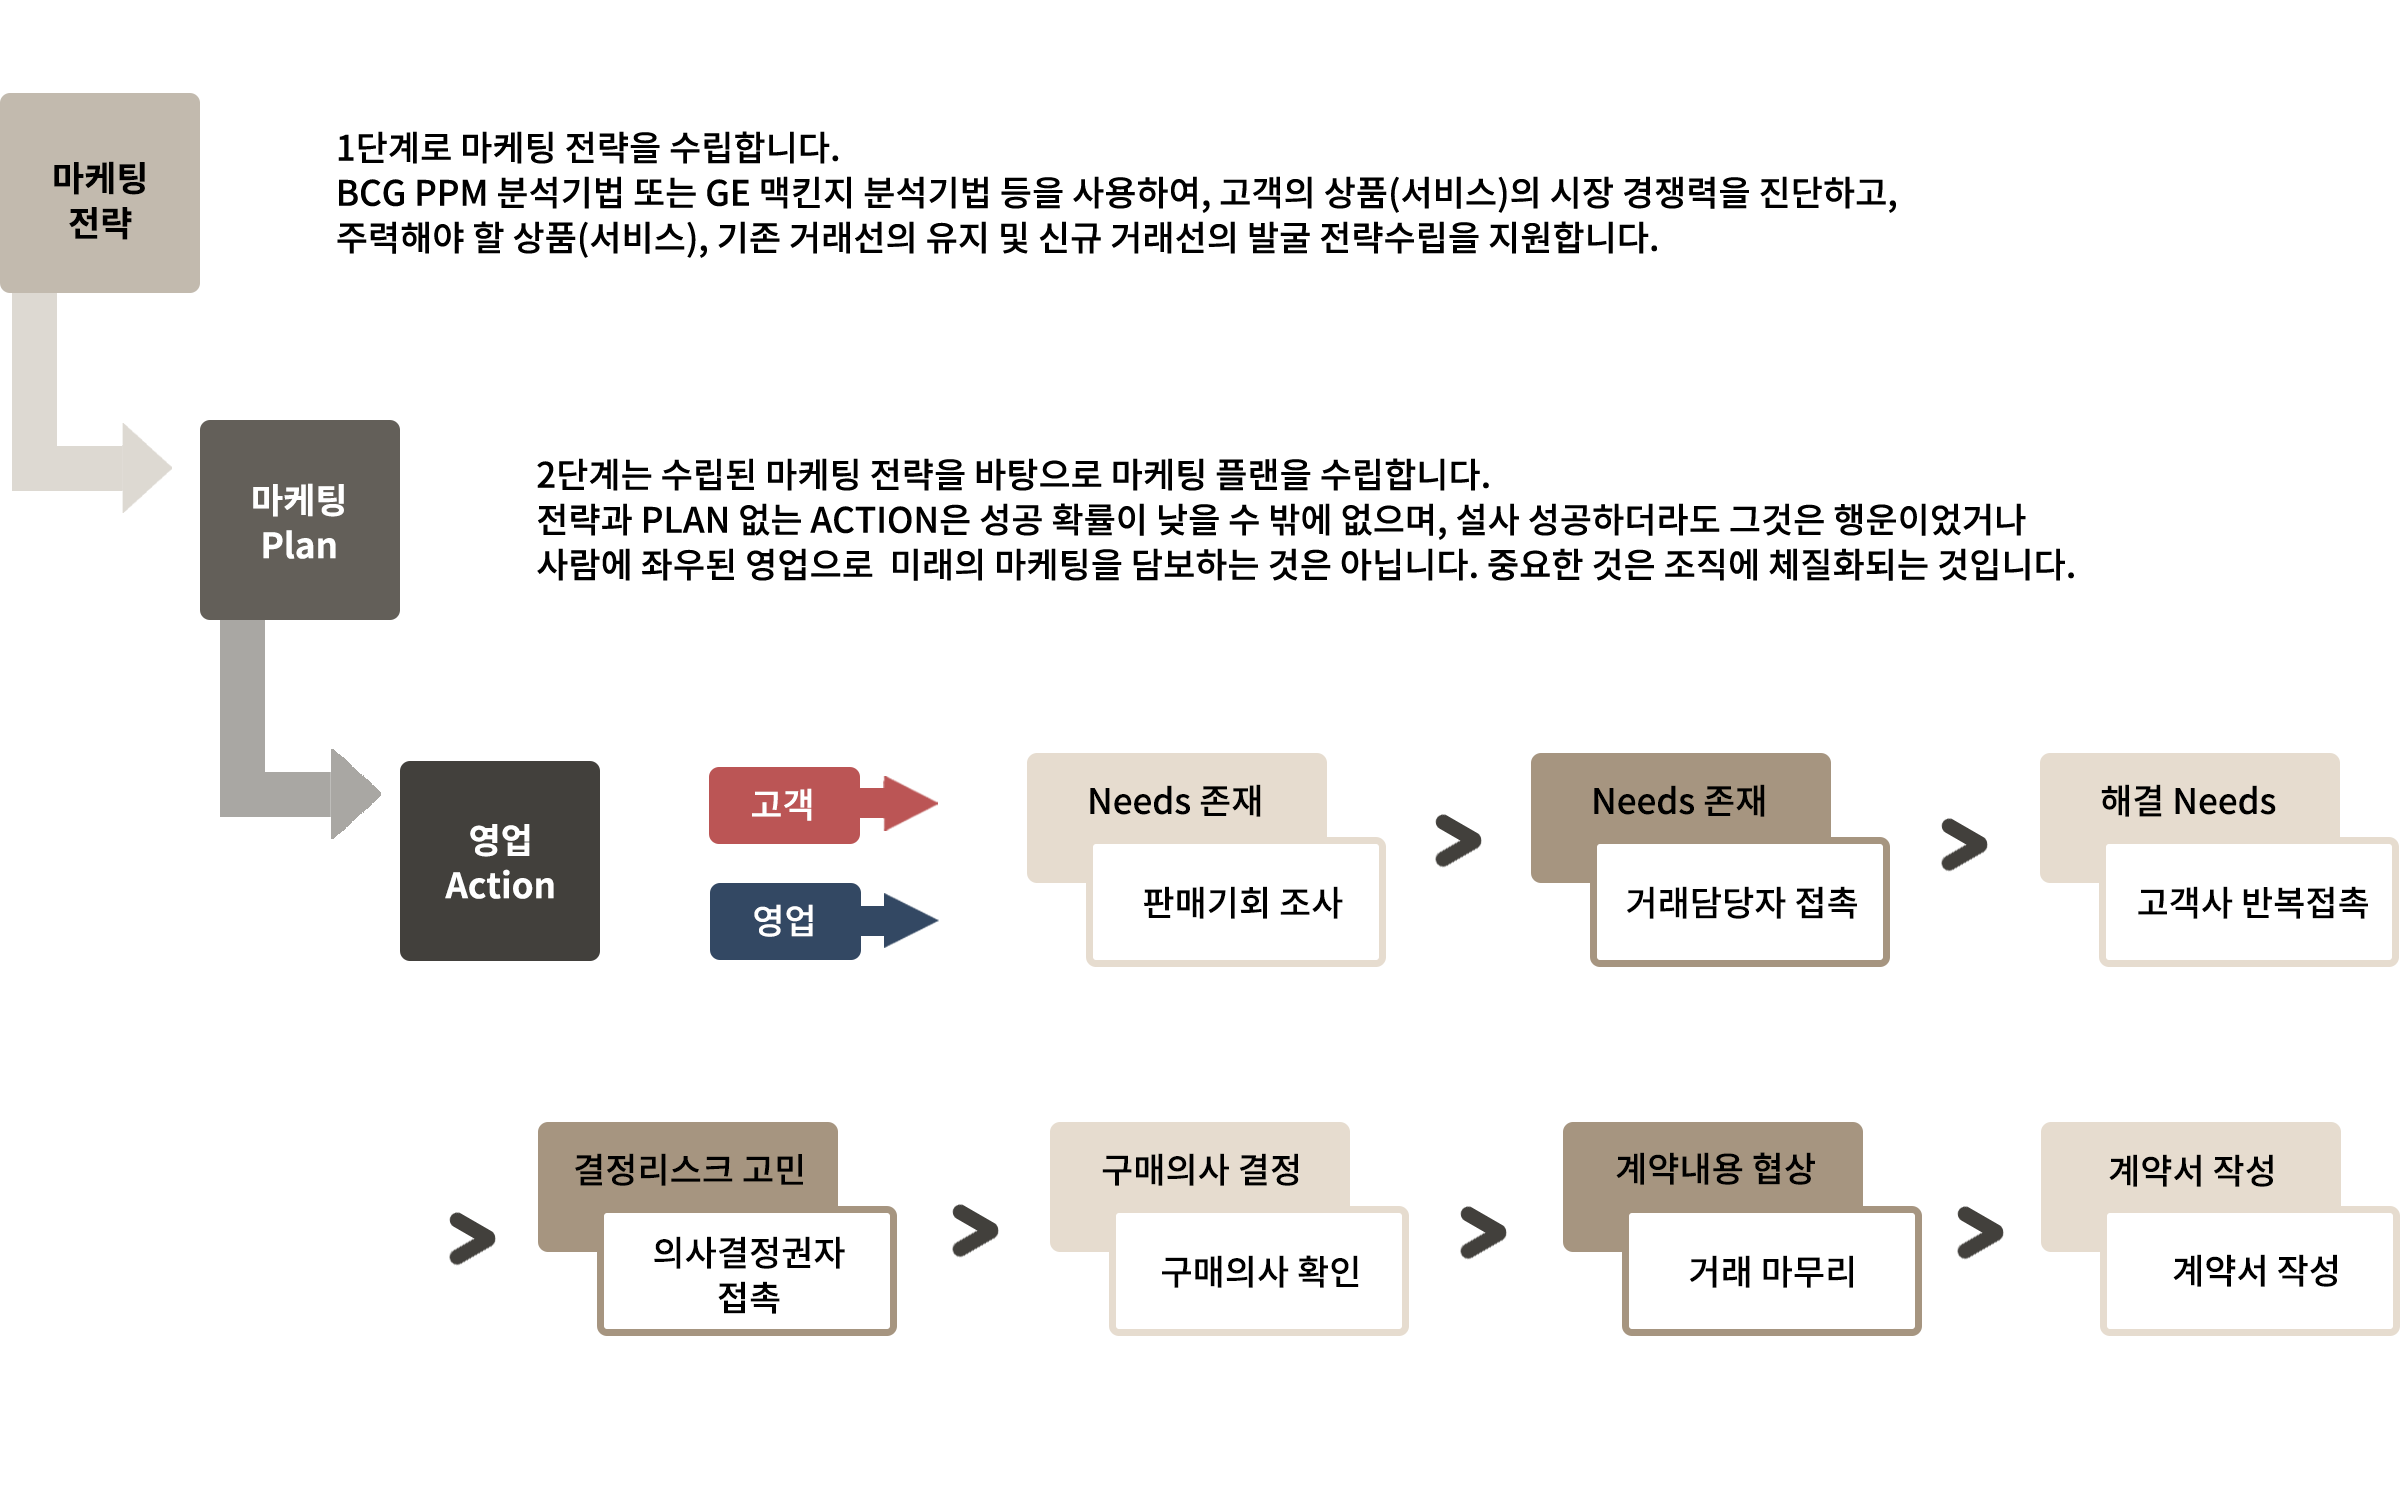 마케팅
전략
1단계로 마케팅 전략을 수립합니다.
BCG PPM 분석기법 또는 GE 맥킨지 분석기법 등을 사용하여, 고객의 상품(서비스)의 시장 경쟁력을 진단하고,
주력해야 할 상품(서비스), 기존 거래선의 유지 및 신규 거래선의 발굴 전략수립을 지원합니다.
마케팅
Plan
2단계는 수립된 마케팅 전략을 바탕으로 마케팅 플랜을 수립합니다.
전략과 PLAN 없는 ACTION은 성공 확률이 낮을 수 밖에 없으며, 설사 성공하더라도 그것은 행운이었거나
사람에 좌우된 영업으로 미래의 마케팅을 담보하는 것은 아닙니다. 중요한 것은 조직에 체질화되는 것입니다.
영업
Action
고객
영업
Needs 존재
판매기회 조사
>
Needs 존재
거래담당자 접촉
>
해결 Needs
고객사 반복접촉
>
결정리스크 고민
의사결정권자
접촉
>
구매의사 결정
구매의사 확인
>
계약내용 협상
거래 마무리
>
계약서 작성
계약서 작성